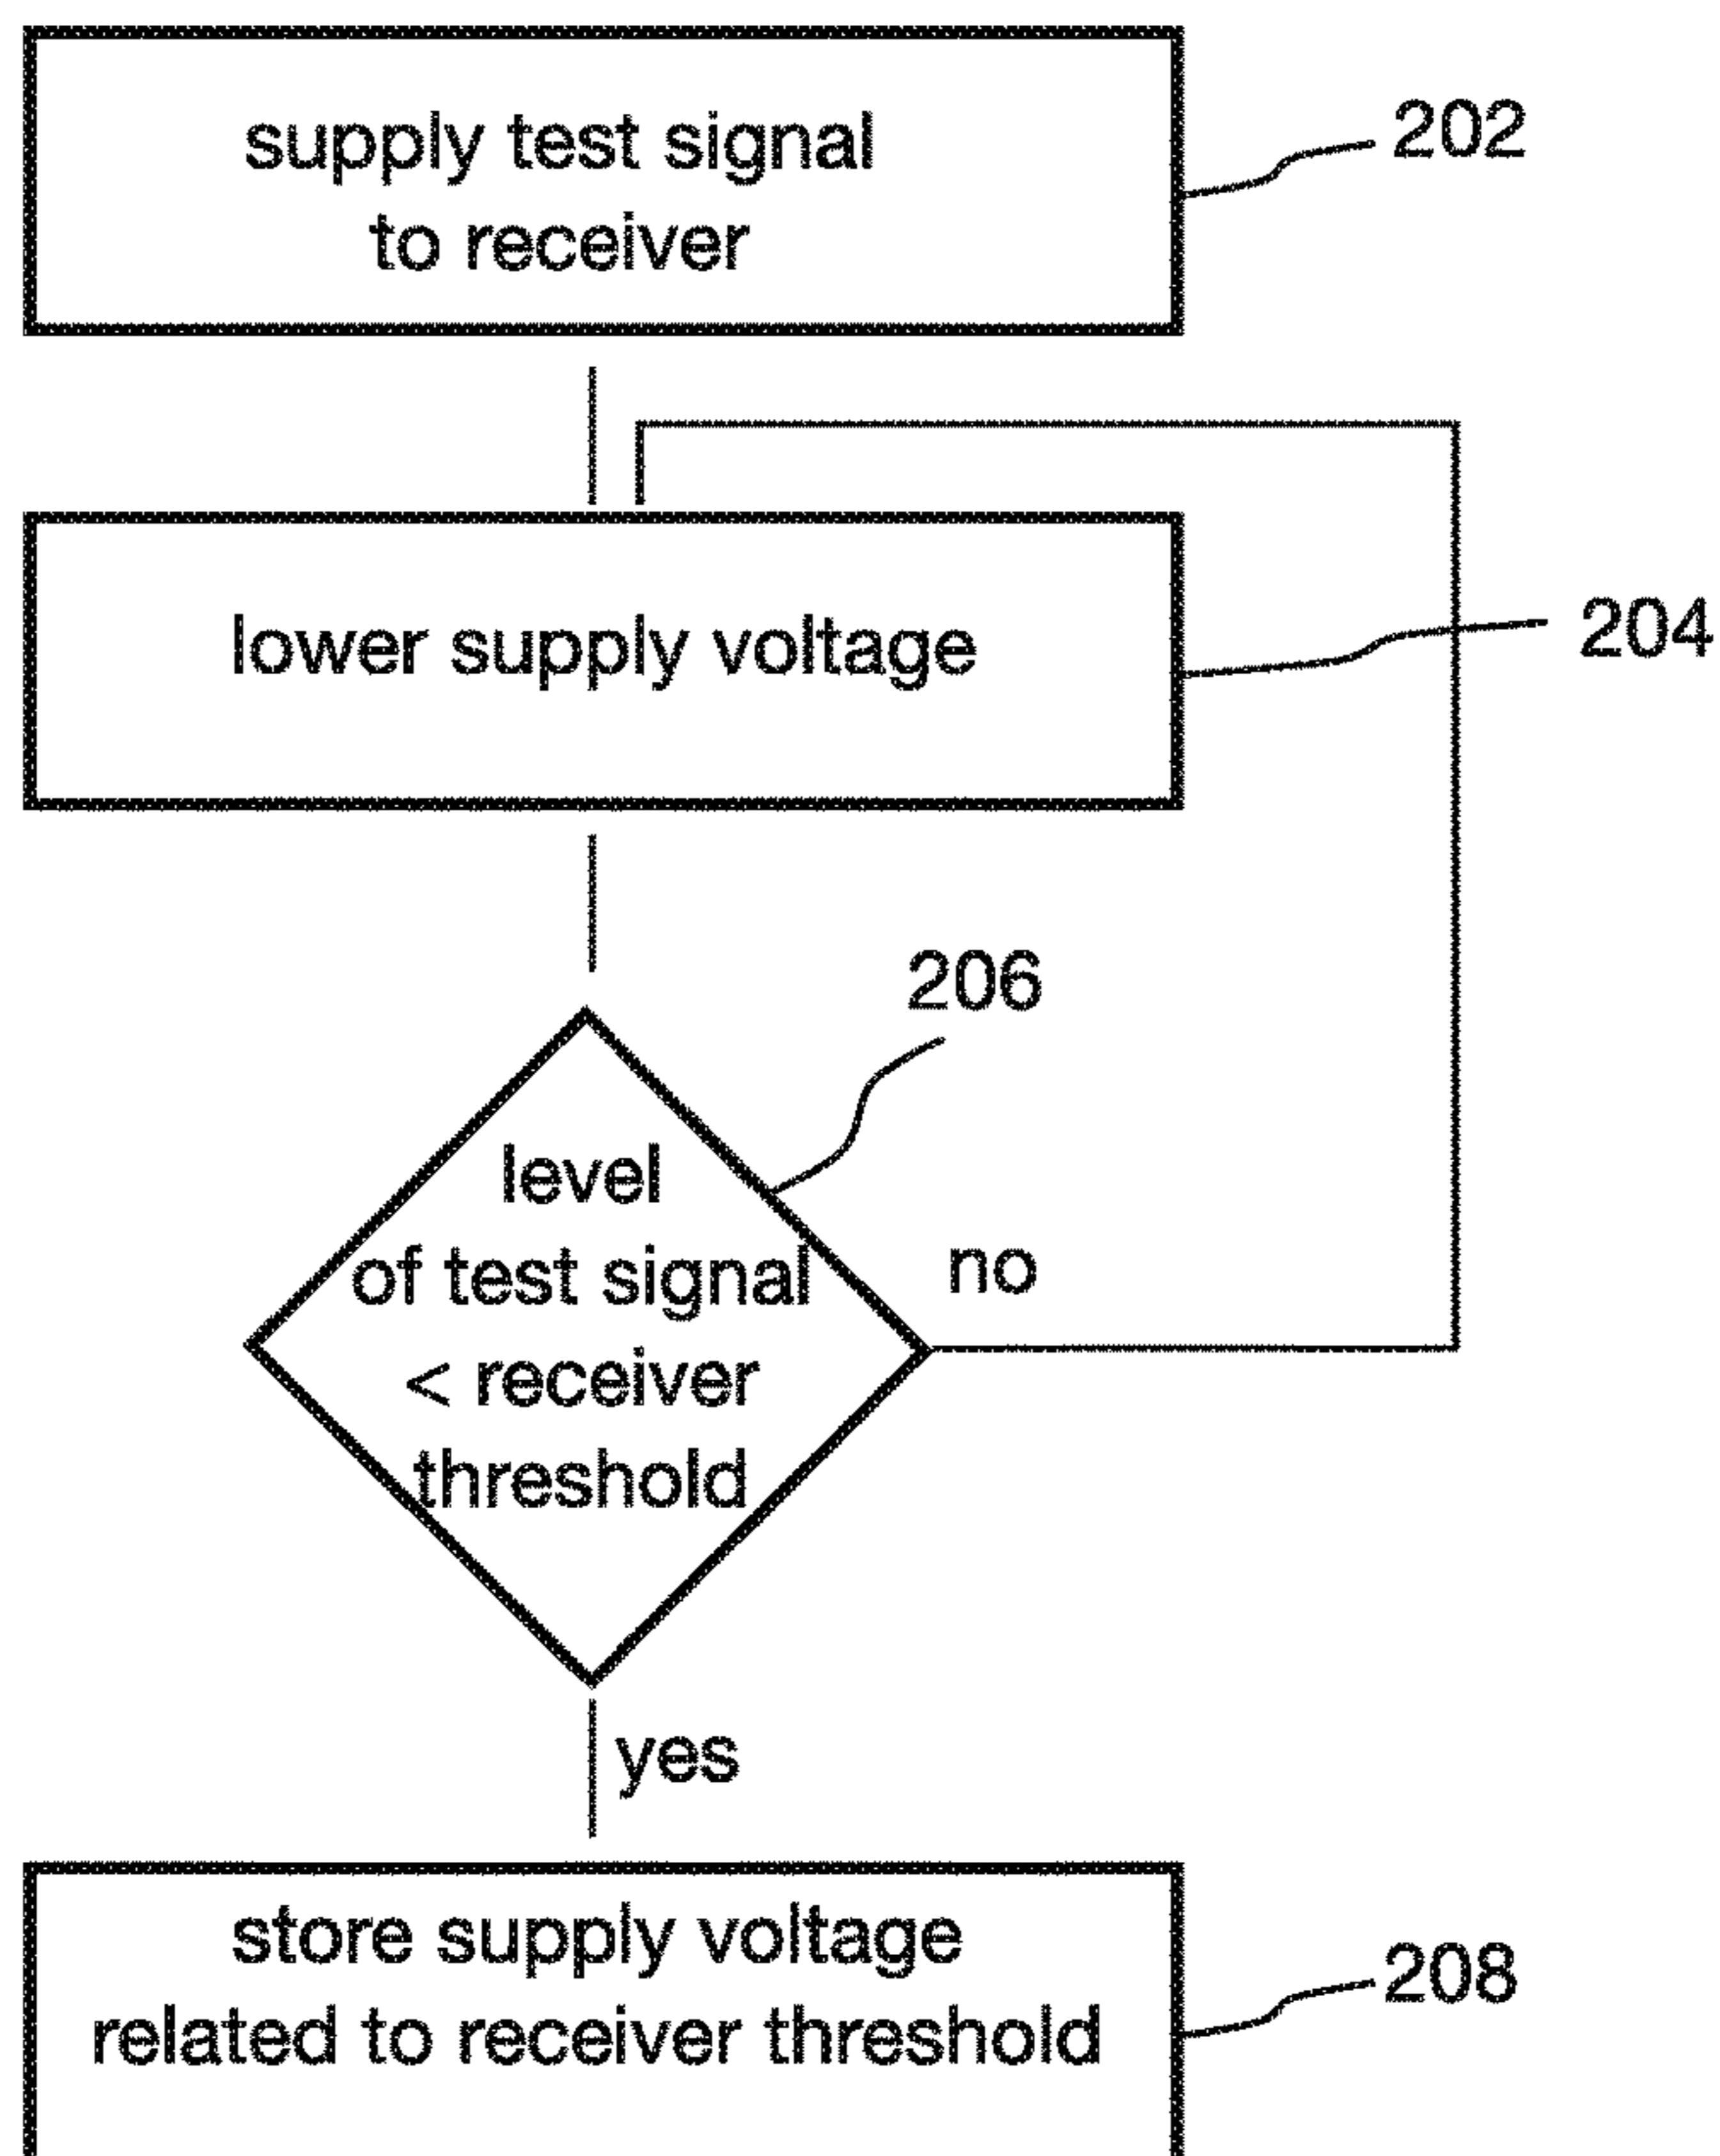 supply test signal
to receiver
202
lower supply voltage
204
206
level
of test signal
< receiver
threshold
no
yes
store supply voltage
related to receiver threshold
208